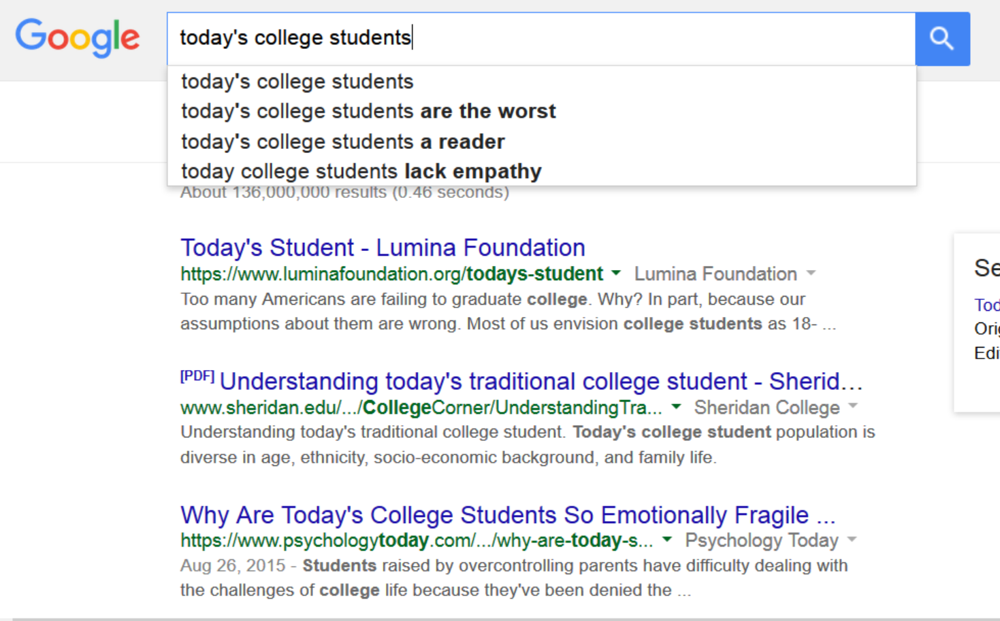 Google
today's college students
today's college students
today's college students are the worst
today's college students a reader
today college students lack empathy
About 136,000,000 results (0.46 seconds)
Today's Student - Lumina Foundation
https://www.luminafoundation.org/todays-student Lumina Foundation
Too many Americans are failing to graduate college. Why? In part, because our
assumptions about them are wrong. Most of us envision college students as 18- ...
[PDF] Understanding today's traditional college student - Sherid...
www.sheridan.edu/.../CollegeCorner/UnderstandingTra... Sheridan College
Understanding today's traditional college student. Today's college student population is
diverse in age, ethnicity, socio-economic background, and family life.
Why Are Today's College Students So Emotionally Fragile ...
https://www.psychologytoday.com/.../why-are-today-s... Psychology Today
Aug 26, 2015 - Students raised by overcontrolling parents have difficulty dealing with
the challenges of college life because they've been denied the ...
Se
Tod
Orig
Edi